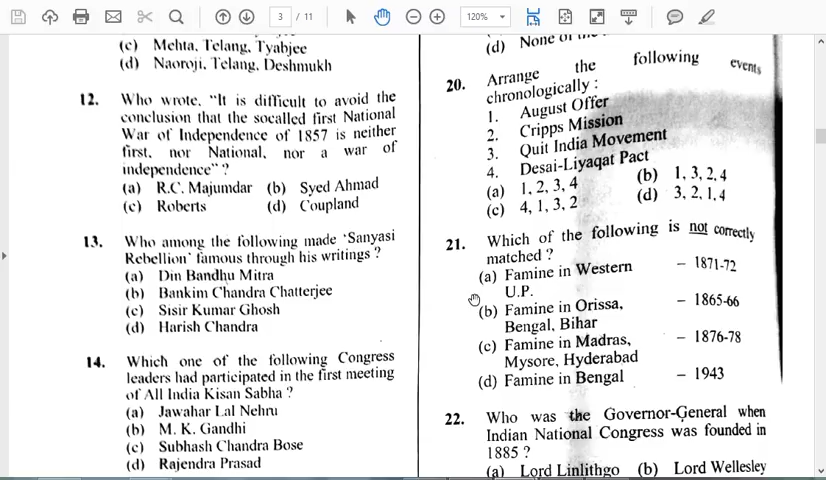 3 / 11
120%
(c) Mehta, Telang, Tyabjee
(d) Naoroji, Telang, Deshmukh
12. Who wrote, "It is difficult to avoid the
conclusion that the socalled first National
War of Independence of 1857 is neither
first, nor National, nor a war of
independence" ?
(a) R.C. Majumdar (b) Syed Ahmad
(c) Roberts (d) Coupland
13. Who among the following made 'Sanyasi
Rebellion' famous through his writings ?
(a) Din Bandhu Mitra
(b) Bankim Chandra Chatterjee
(c) Sisir Kumar Ghosh
(d) Harish Chandra
14. Which one of the following Congress
leaders had participated in the first meeting
of All India Kisan Sabha ?
(a) Jawahar Lal Nehru
(b) M. K. Gandhi
(c) Subhash Chandra Bose
(d) Rajendra Prasad
(d) None of the
20. Arrange the following events
chronologically :
1. August Offer
2. Cripps Mission
3. Quit India Movement
4. Desai-Liyaqat Pact
(a) 1, 2, 3, 4 (b) 1, 3, 2, 4
(c) 4, 1, 3, 2 (d) 3, 2, 1, 4
21. Which of the following is not correctly
matched ?
(a) Famine in Western – 1871-72
U.P.
(b) Famine in Orissa, – 1865-66
Bengal, Bihar
(c) Famine in Madras, – 1876-78
Mysore, Hyderabad
(d) Famine in Bengal – 1943
22. Who was the Governor-General when
Indian National Congress was founded in
1885 ?
(a) Lord Linlithgo (b) Lord Wellesley